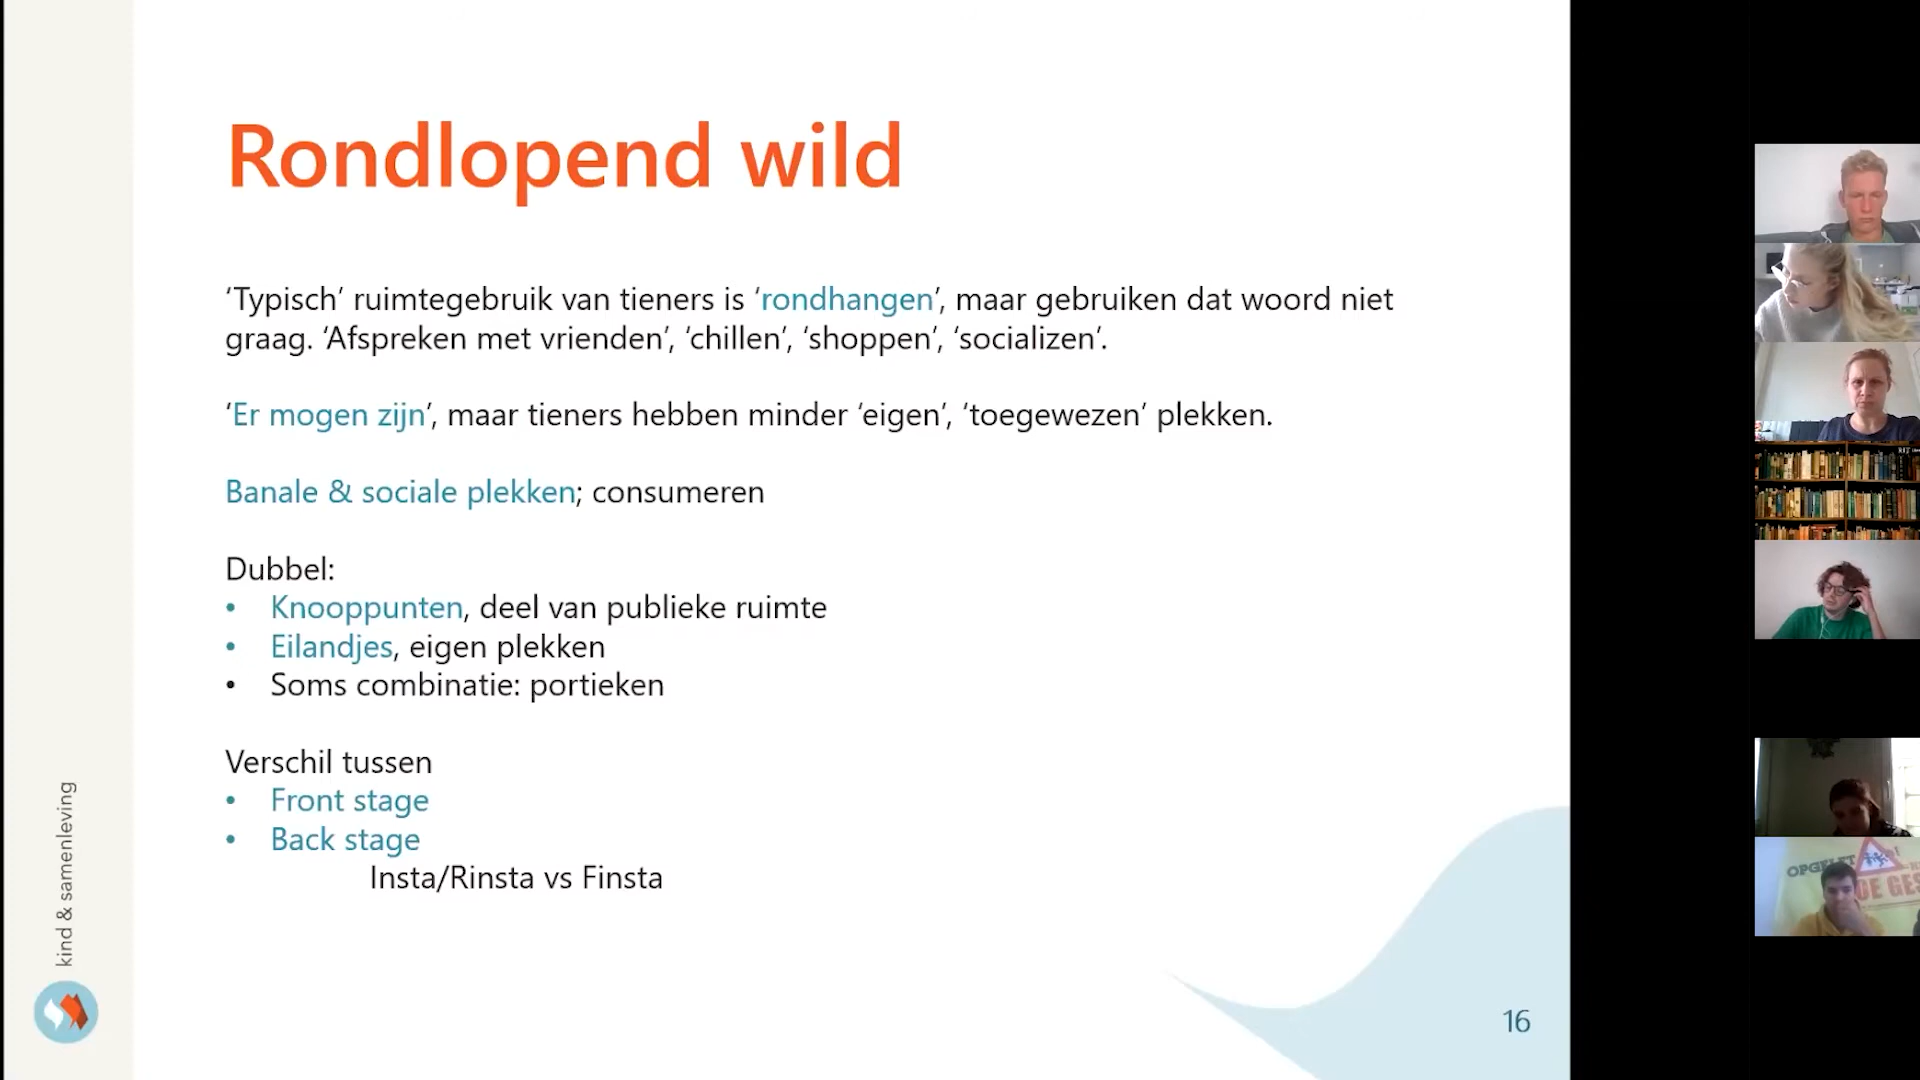 Rondlopend wild
‘Typisch’ ruimtegebruik van tieners is ‘rondhangen’, maar gebruiken dat woord niet
graag. ‘Afspreken met vrienden’, ‘chillen’, ‘shoppen’, ‘socializen’.
‘Er mogen zijn’, maar tieners hebben minder ‘eigen’, ‘toegewezen’ plekken.
Banale & sociale plekken; consumeren
Dubbel:
• Knooppunten, deel van publieke ruimte
• Eilandjes, eigen plekken
• Soms combinatie: portieken
Verschil tussen
• Front stage
• Back stage
Insta/Rinsta vs Finsta
kind & samenleving
16
OPGELET
DE